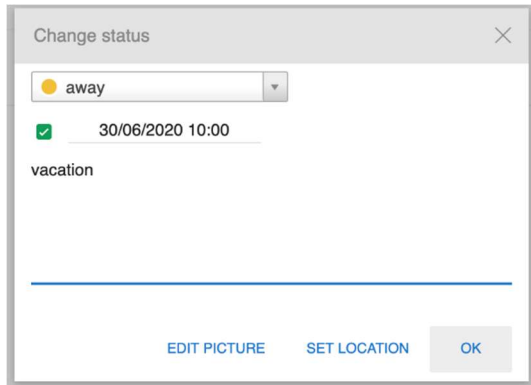 Change status
away
30/06/2020 10:00
vacation
EDIT PICTURE SET LOCATION OK